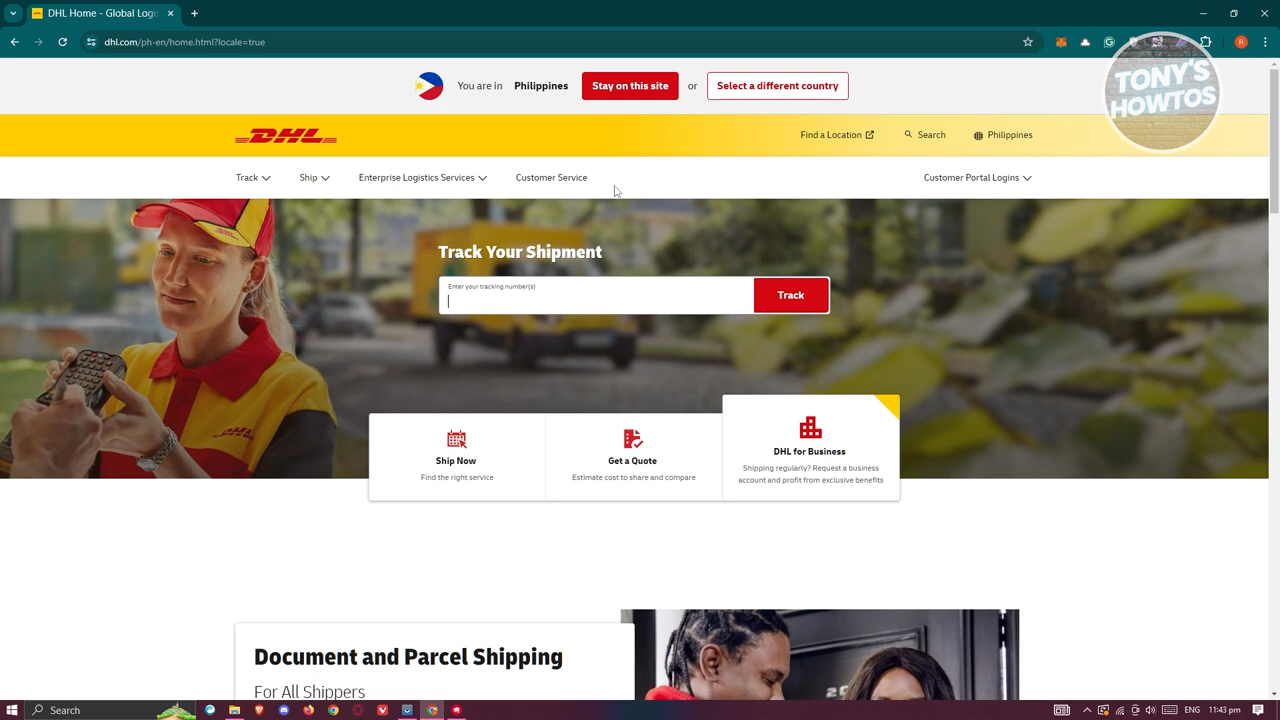 DHL Home - Global Logi
dhl.com/ph-en/home.html?locale=true
R
TONY'S
HOWTOS
You are in Philippines Stay on this site or Select a different country
DHL
Find a Location Search Philippines
Track Ship Enterprise Logistics Services Customer Service Customer Portal Logins
Track Your Shipment
Enter your tracking number(s)
Track
Ship Now
Find the right service
Get a Quote
Estimate cost to share and compare
DHL for Business
Shipping regularly? Request a business
account and profit from exclusive benefits
Document and Parcel Shipping
For All Shippers
Search
ENG 11:43 pm